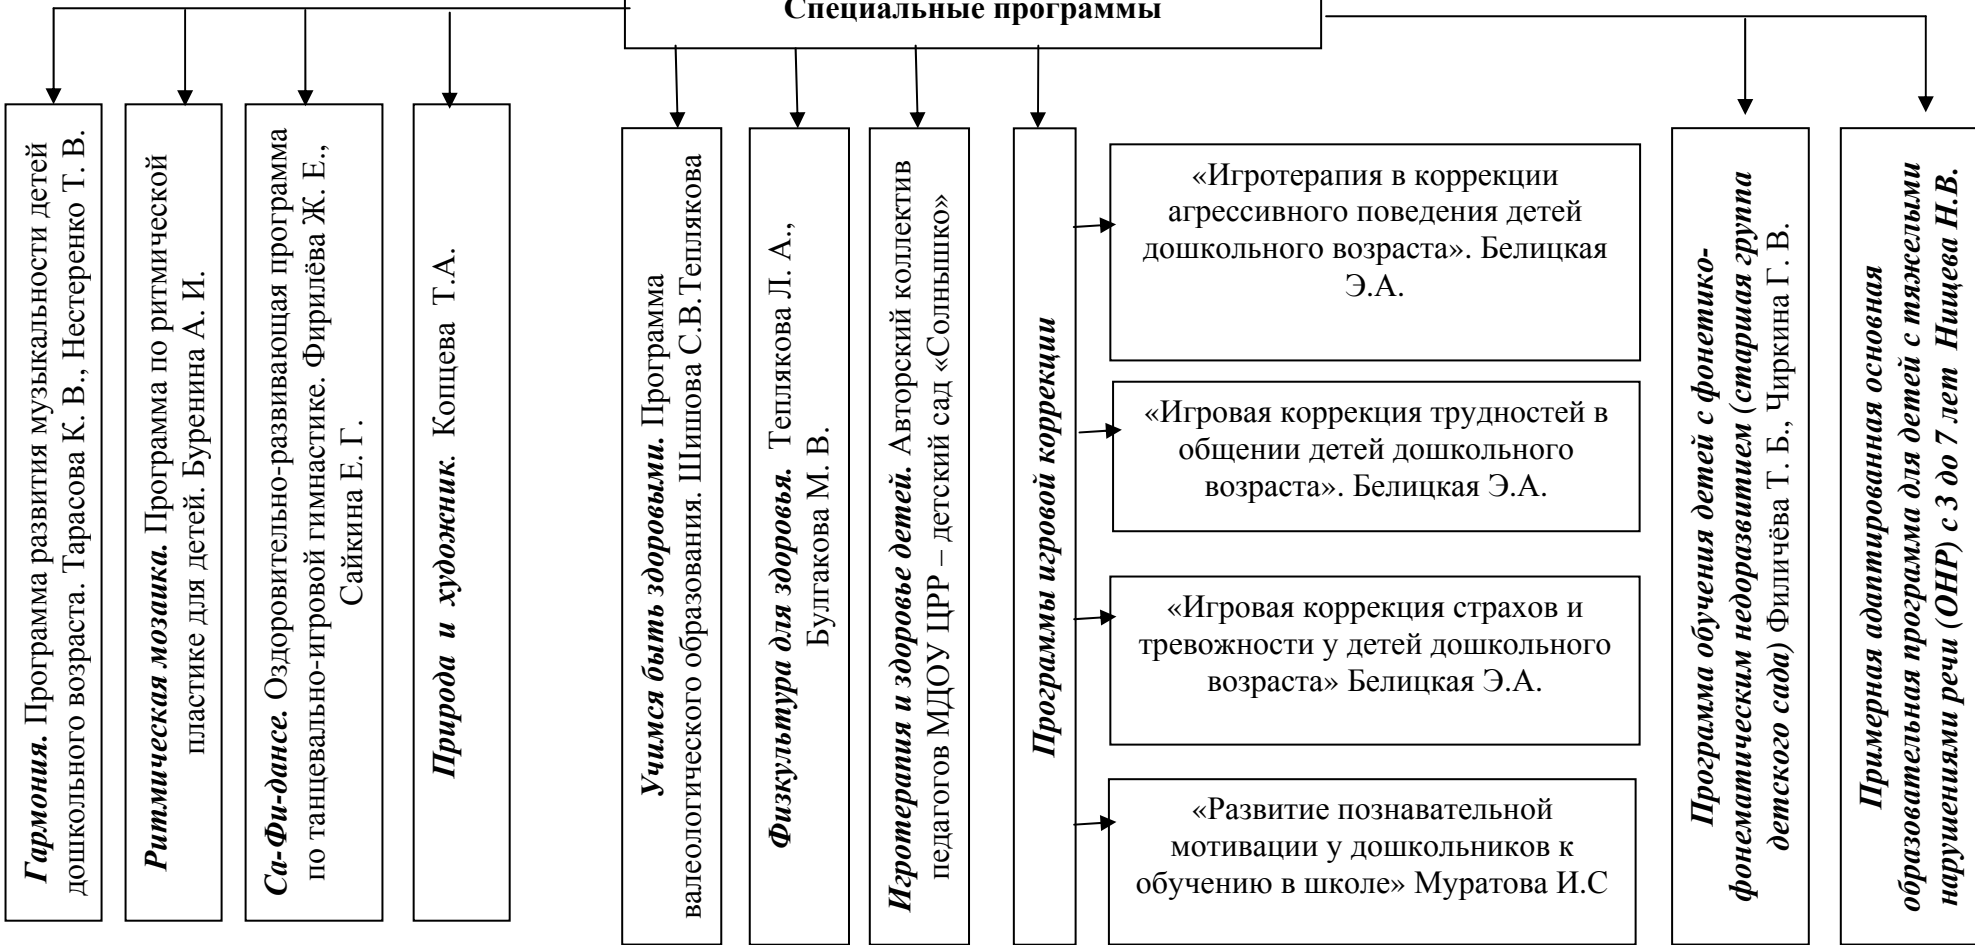 Специальные программы
Гармония. Программа развития музыкальности детей
дошкольного возраста. Тарасова К. В., Нестеренко Т. В.
Ритмическая мозаика. Программа по ритмической
пластике для детей. Буренина А. И.
Са-Фи-дансе. Оздоровительно-развивающая программа
по танцевально-игровой гимнастике. Фирилёва Ж. Е.,
Сайкина Е. Г.
Природа и художник. Копцева Т.А.
Учимся быть здоровыми. Программа
валеологического образования. Шишова С.В.Теплякова
Физкультура для здоровья. Теплякова Л. А.,
Булгакова М. В.
Игротерапия и здоровье детей. Авторский коллектив
педагогов МДОУ ЦРР – детский сад «Солнышко»
Программы игровой коррекции
«Игротерапия в коррекции
агрессивного поведения детей
дошкольного возраста». Белицкая
Э.А.
«Игровая коррекция трудностей в
общении детей дошкольного
возраста». Белицкая Э.А.
«Игровая коррекция страхов и
тревожности у детей дошкольного
возраста» Белицкая Э.А.
«Развитие познавательной
мотивации у дошкольников к
обучению в школе» Муратова И.С
Программа обучения детей с фонетико-
фонематическим недоразвитием (старшая группа
детского сада) Филичёва Т. Б., Чиркина Г. В.
Примерная адаптированная основная
образовательная программа для детей с тяжелыми
нарушениями речи (ОНР) с 3 до 7 лет Нищева Н.В.